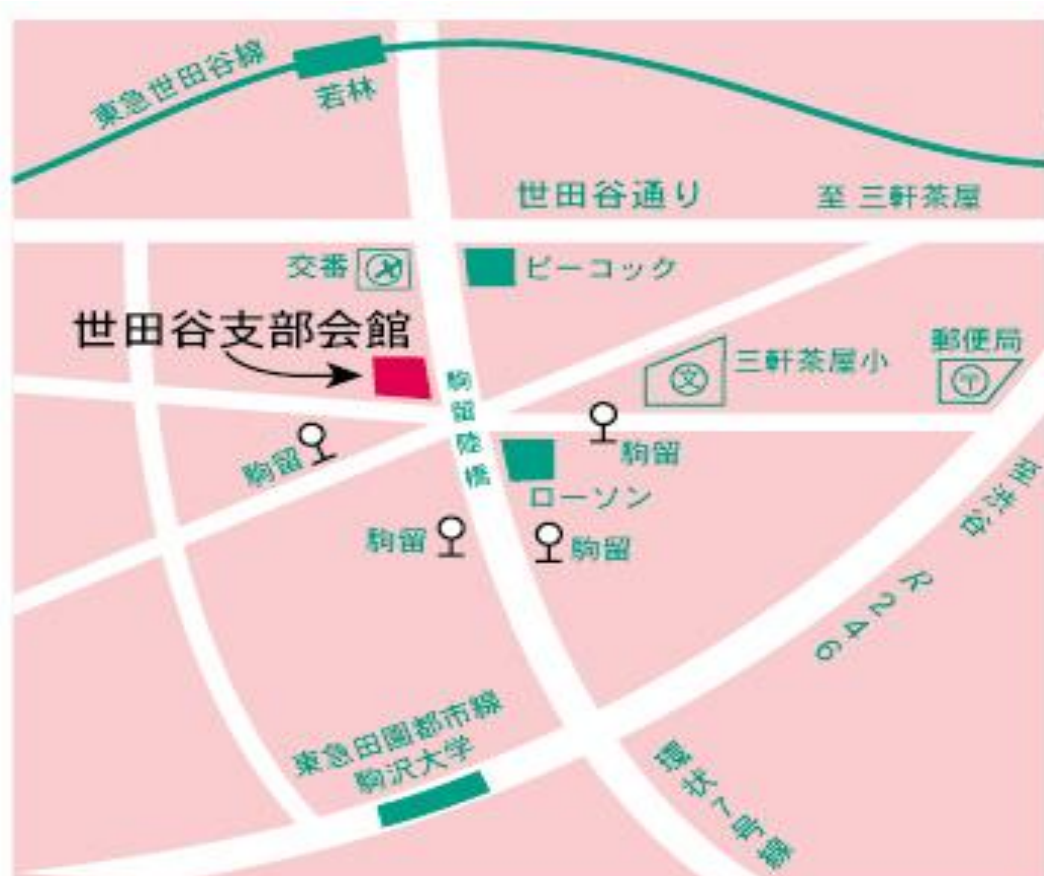 東急世田谷線
若林
世田谷通り
至 三軒茶屋
交番
ピーコック
世田谷支部会館
駒留陸橋
三軒茶屋小
文
郵便局
〒
駒留
駒留
ローソン
駒留
駒留
至渋谷
R246
東急田園都市線
駒沢大学
環状7号線